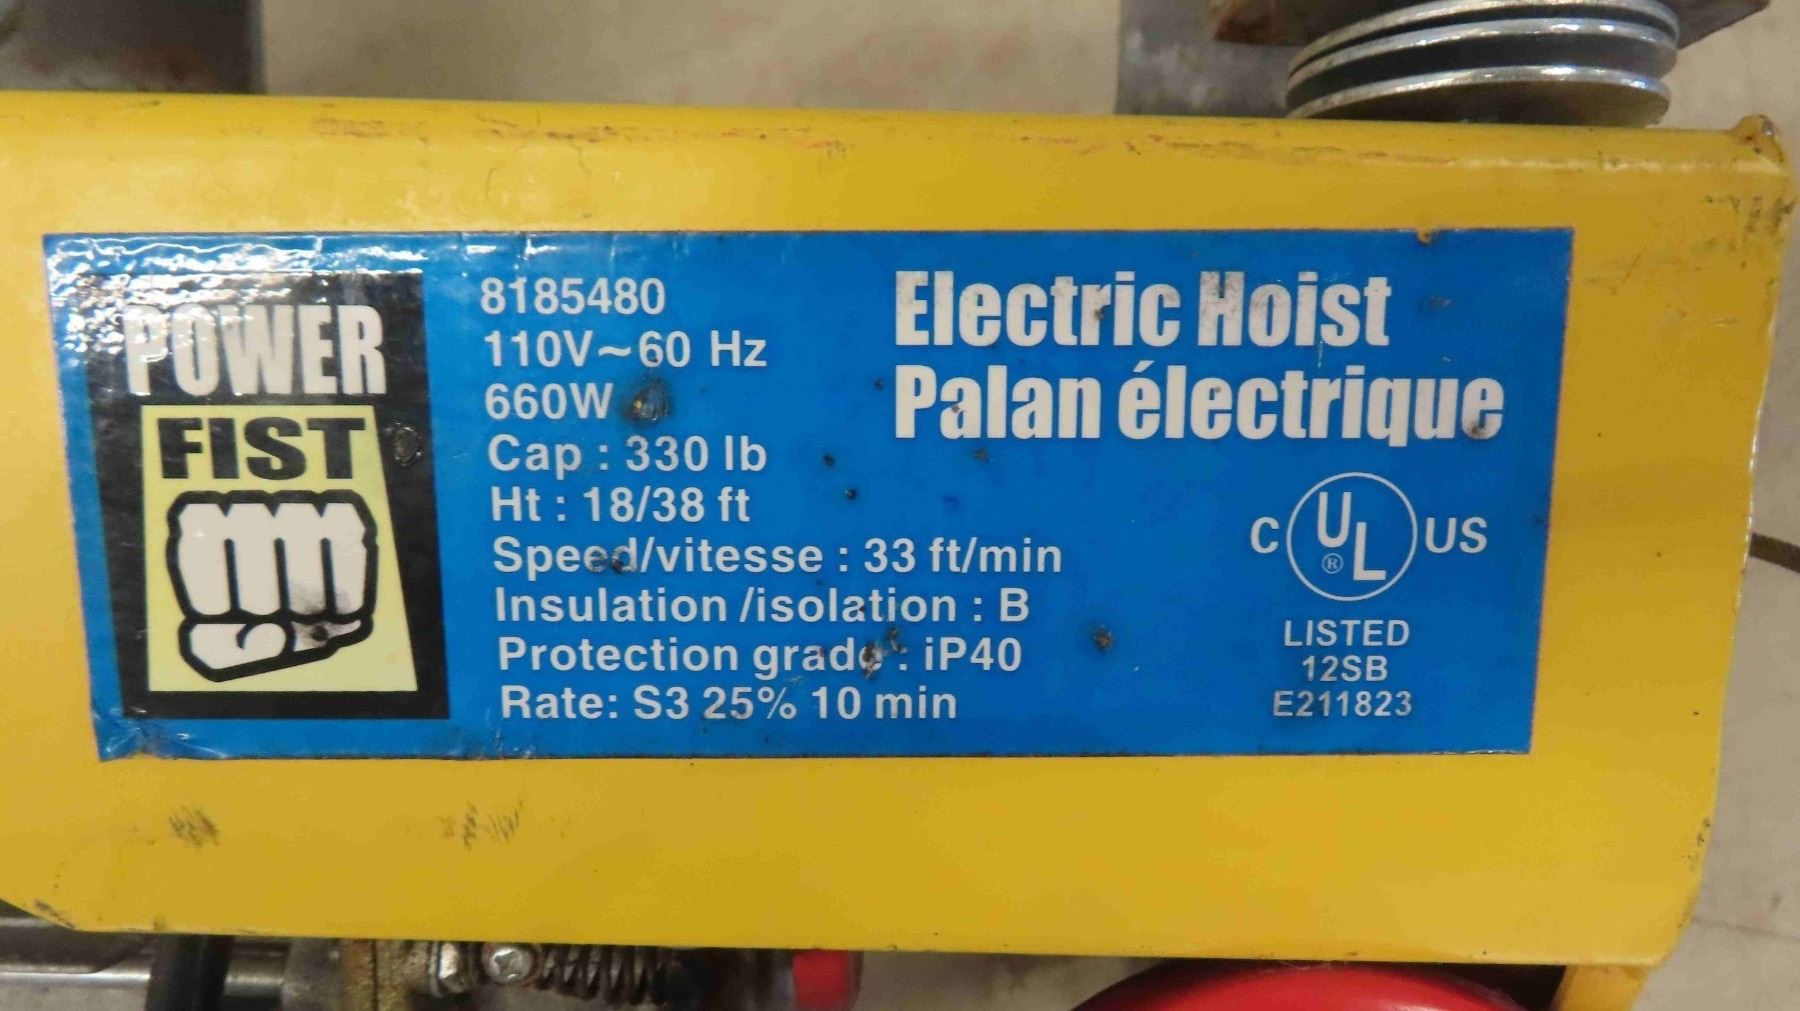 POWER
FIST
8185480
110V~60 Hz
660W
Cap : 330 lb
Ht : 18/38 ft
Speed/vitesse : 33 ft/min
Insulation /isolation : B
Protection grade : iP40
Rate: S3 25% 10 min
Electric Hoist
Palan électrique
C UL ® US
LISTED
12SB
E211823